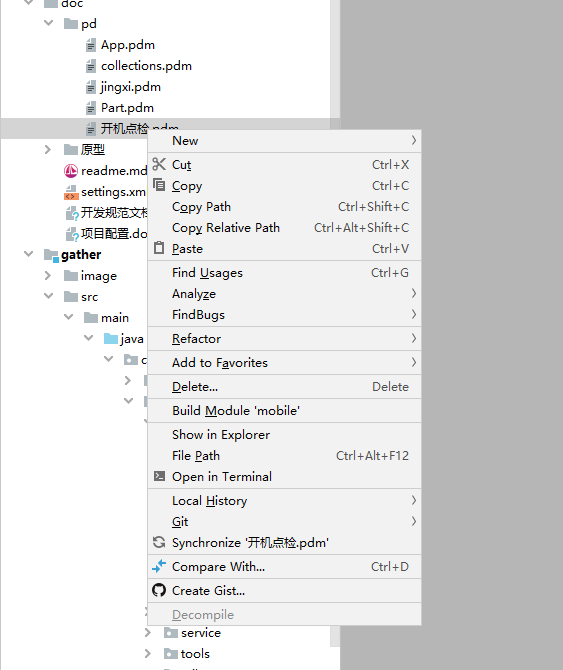 doc
pd
App.pdm
collections.pdm
jingxi.pdm
Part.pdm
开机点检.pdm
New
原型
Cut Ctrl+X
readme.md
Copy Ctrl+C
settings.xm
Copy Path Ctrl+Shift+C
开发规范文档
Copy Relative Path Ctrl+Alt+Shift+C
项目配置.do
Paste Ctrl+V
gather
Find Usages Ctrl+G
image
Analyze
src
FindBugs
main
Refactor
java
Add to Favorites
c
Delete... Delete
Build Module 'mobile'
Show in Explorer
File Path Ctrl+Alt+F12
Open in Terminal
Local History
Git
Synchronize '开机点检.pdm'
Compare With... Ctrl+D
Create Gist...
Decompile
service
tools